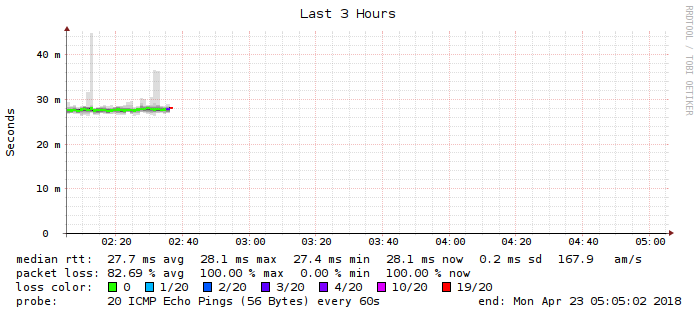 Last 3 Hours
RRDTOOL / TOBI OETIKER
Seconds
40 m
30 m
20 m
10 m
0
02:20 02:40 03:00 03:20 03:40 04:00 04:20 04:40 05:00
median rtt: 27.7 ms avg 28.1 ms max 27.4 ms min 28.1 ms now 0.2 ms sd 167.9 am/s
packet loss: 82.69 % avg 100.00 % max 0.00 % min 100.00 % now
loss color: 0 1/20 2/20 3/20 4/20 10/20 19/20
probe: 20 ICMP Echo Pings (56 Bytes) every 60s end: Mon Apr 23 05:05:02 2018